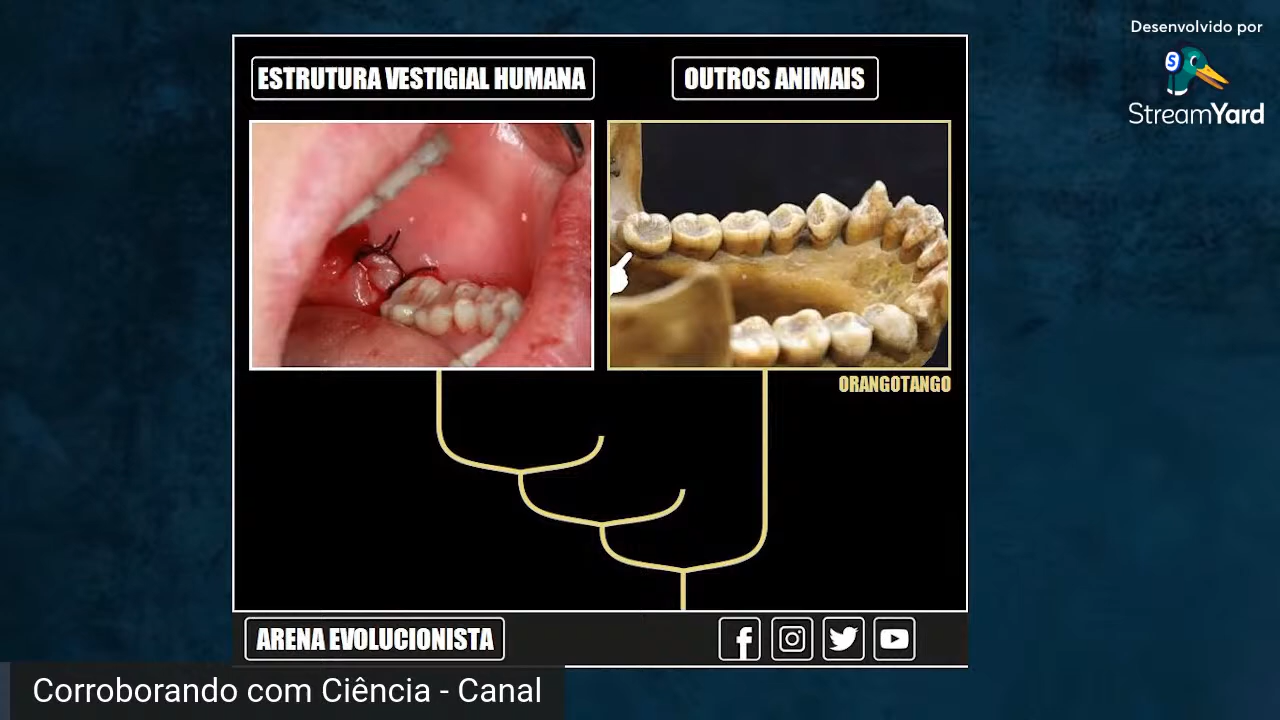 Desenvolvido por
S
StreamYard
ESTRUTURA VESTIGIAL HUMANA
OUTROS ANIMAIS
ORANGOTANGO
ARENA EVOLUCIONISTA
Corroborando com Ciência - Canal